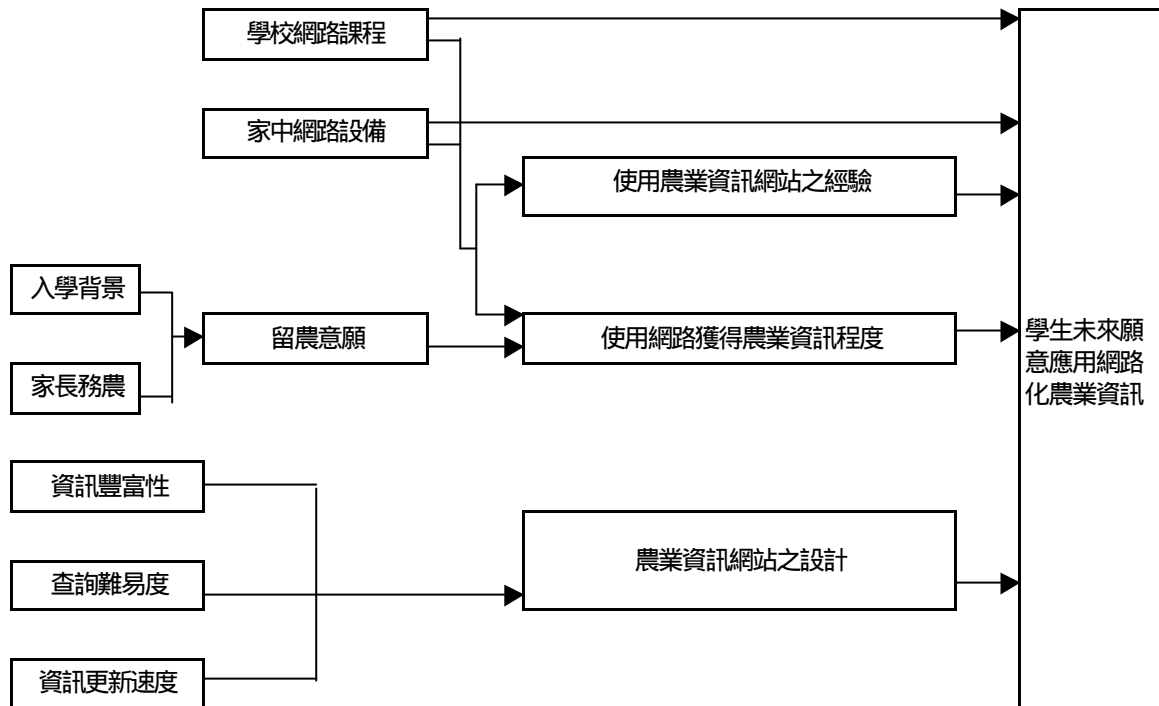 學校網路課程
家中網路設備
使用農業資訊網站之經驗
入學背景
留農意願
使用網路獲得農業資訊程度
家長務農
學生未來願
意應用網路
化農業資訊
資訊豐富性
農業資訊網站之設計
查詢難易度
資訊更新速度